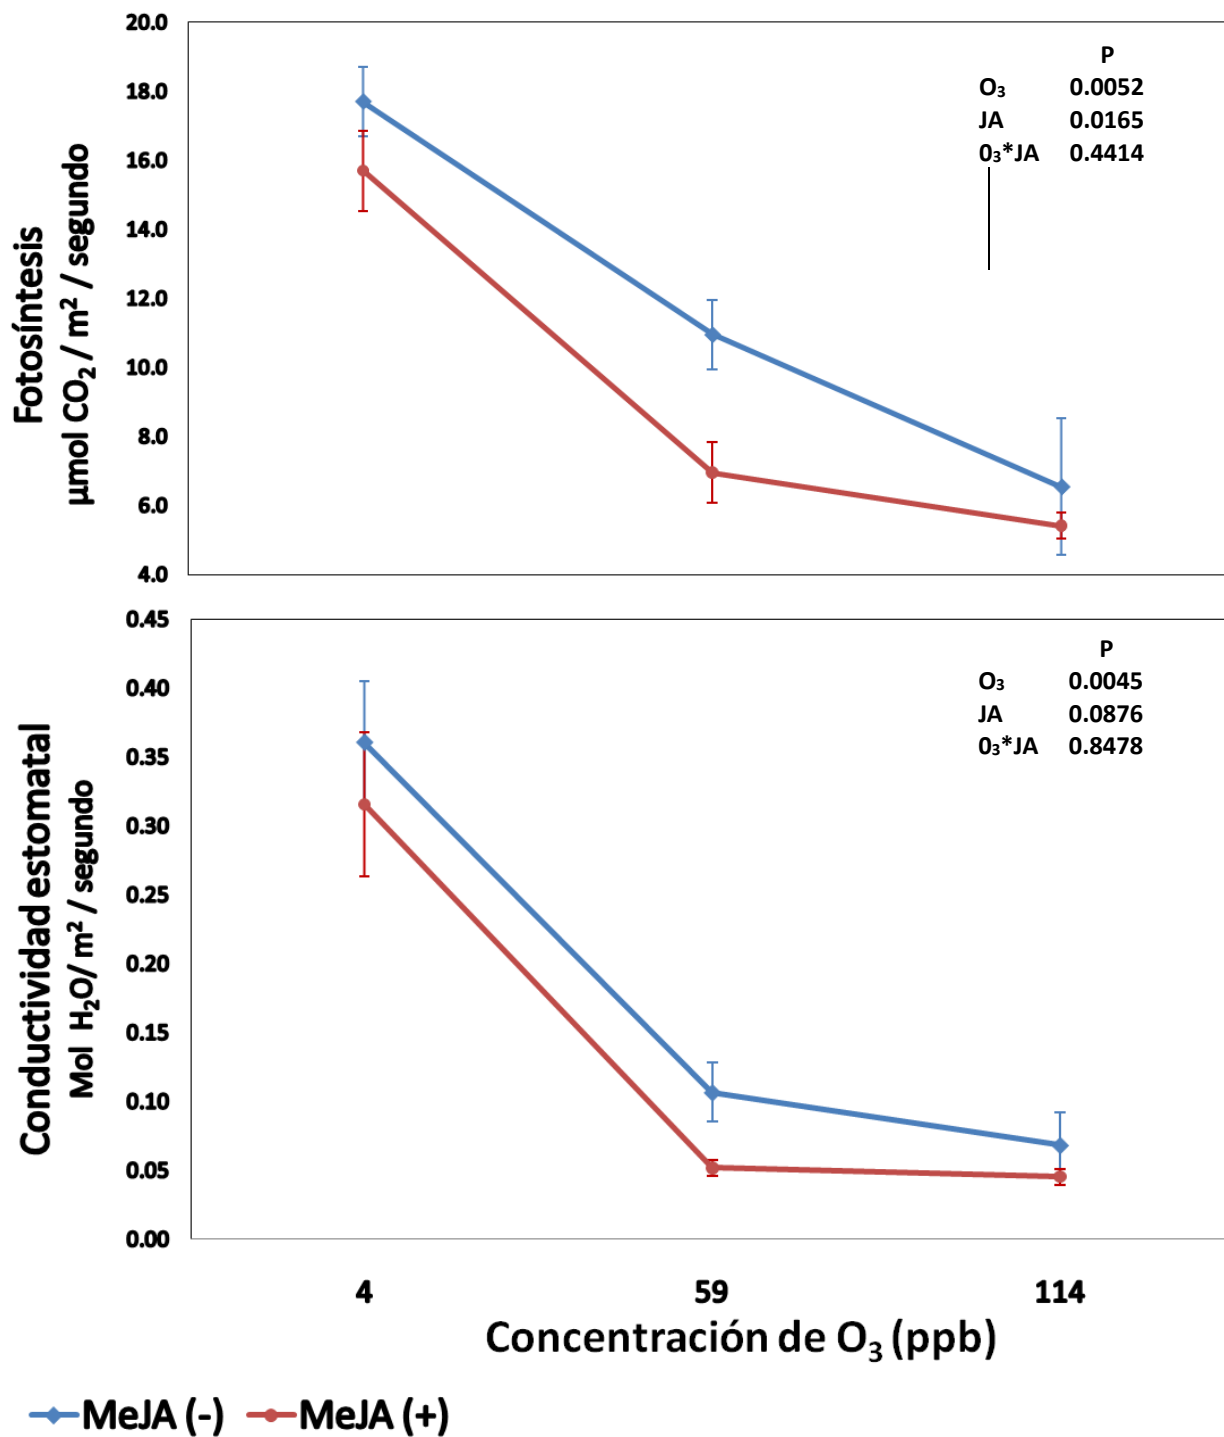 20.0
18.0
16.0
14.0
12.0
10.0
8.0
6.0
4.0
Fotosíntesis
µmol CO₂ / m² / segundo
P
O₃ 0.0052
JA 0.0165
0₃*JA 0.4414
0.45
0.40
0.35
0.30
0.25
0.20
0.15
0.10
0.05
0.00
Conductividad estomatal
Mol H₂O/ m² / segundo
P
O₃ 0.0045
JA 0.0876
0₃*JA 0.8478
4 59 114
Concentración de O₃ (ppb)
MeJA (-) MeJA (+)